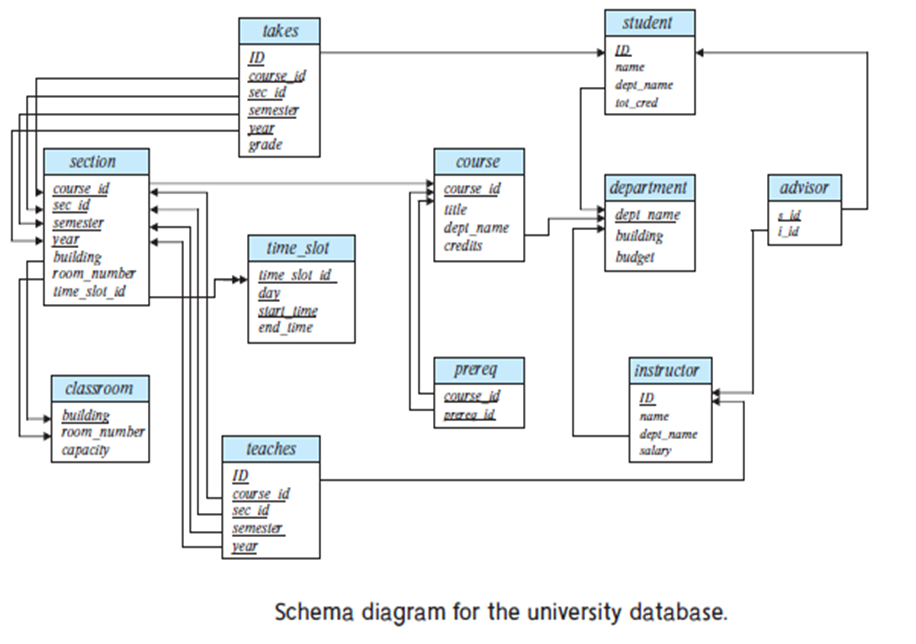 takes
ID
course_id
sec_id
semester
year
grade
student
ID
name
dept_name
tot_cred
section
course_id
sec_id
semester
year
building
room_number
time_slot_id
course
course_id
title
dept_name
credits
department
dept_name
building
budget
advisor
s_id
i_id
time_slot
time_slot_id
day
start_time
end_time
prereq
course_id
prereq_id
instructor
ID
name
dept_name
salary
classroom
building
room_number
capacity
teaches
ID
course_id
sec_id
semester
year
Schema diagram for the university database.